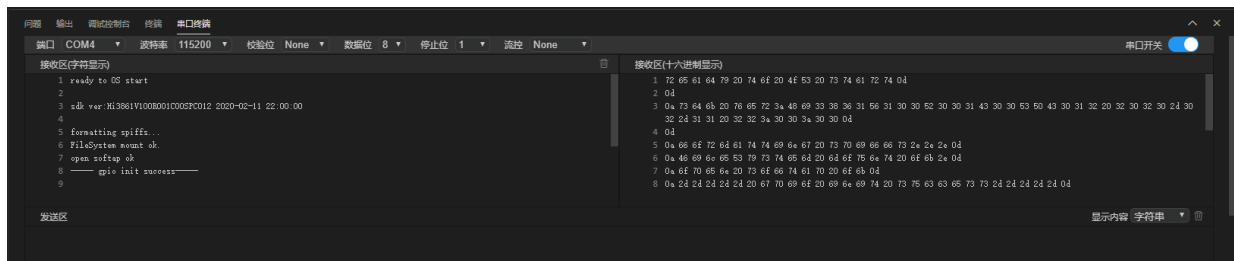 问题 输出 调试控制台 终端 串口终端
端口 COM4 波特率 115200 校验位 None 数据位 8 停止位 1 流控 None 串口开关
接收区(字符显示)
1 ready to OS start
2
3 sdk ver:Hi3861V100R001C00SPC012 2020-02-11 22:00:00
4
5 formatting spiffs...
6 FileSystem mount ok.
7 open softap ok
8 ----- gpio init success-----
9
接收区(十六进制显示)
1 72 65 61 64 79 20 74 6f 20 4f 53 20 73 74 61 72 74 0d
2 0d
3 0a 73 64 6b 20 76 65 72 3a 48 69 33 38 36 31 56 31 30 30 52 30 30 31 43 30 30 53 50 43 30 31 32 20 32 30 32 30 2d 30
32 2d 31 31 20 32 32 3a 30 30 3a 30 30 0d
4 0d
5 0a 66 6f 72 6d 61 74 74 69 6e 67 20 73 70 69 66 66 73 2e 2e 2e 0d
6 0a 46 69 6c 65 53 79 73 74 65 6d 20 6d 6f 75 6e 74 20 6f 6b 2e 0d
7 0a 6f 70 65 6e 20 73 6f 66 74 61 70 20 6f 6b 0d
8 0a 2d 2d 2d 2d 2d 20 67 70 69 6f 20 69 6e 69 74 20 73 75 63 63 65 73 73 2d 2d 2d 2d 2d 0d
发送区 显示内容 字符串